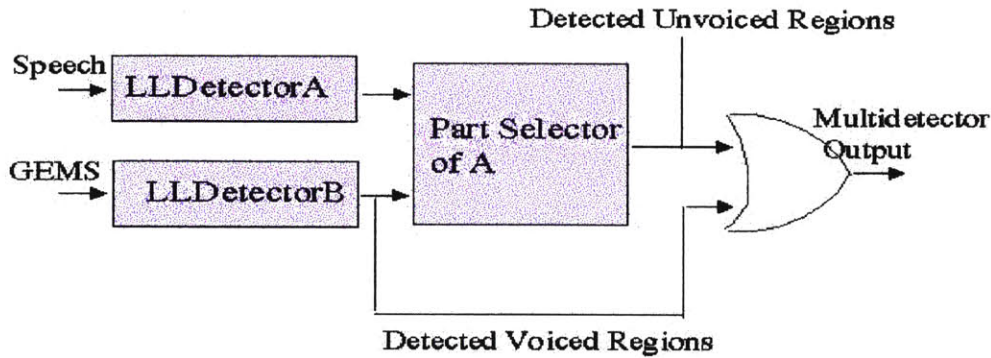 Detected Unvoiced Regions
Speech
LLDetectorA
Part Selector
of A
Multidetector
Output
GEMS
LLDetectorB
Detected Voiced Regions